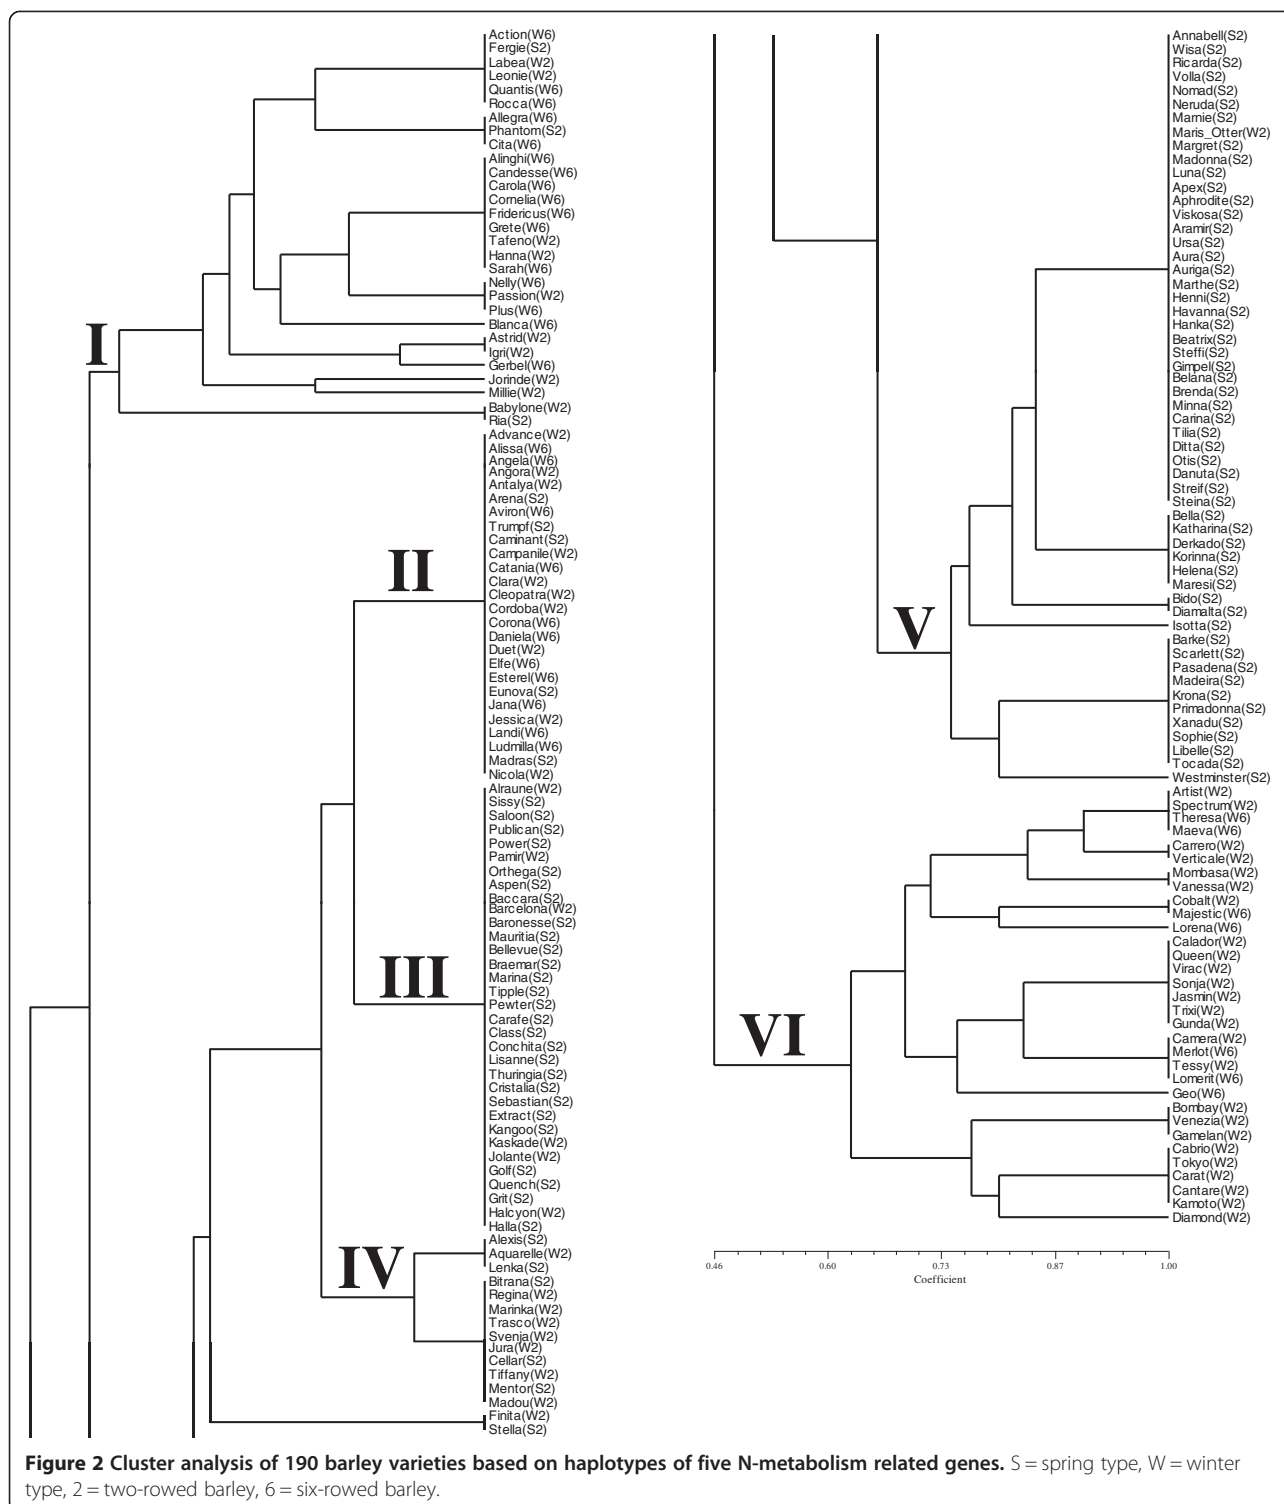 Action(W6)
Fergie(S2)
Labea(W2)
Leonie(W2)
Quantis(W6)
Rocca(W6)
Allegra(W6)
Phantom(S2)
Cita(W6)
Alinghi(W6)
Candesse(W6)
Carola(W6)
Cornelia(W6)
Fridericus(W6)
Grete(W6)
Tafeno(W2)
Hanna(W2)
Sarah(W6)
Nelly(W6)
Passion(W2)
Plus(W6)
Blanca(W6)
I
Astrid(W2)
Igri(W2)
Gerbel(W6)
Jorinde(W2)
Millie(W2)
Babylone(W2)
Ria(S2)
Advance(W2)
Alissa(W6)
Angela(W6)
Angora(W2)
Antalya(W2)
Arena(S2)
Aviron(W6)
Trumpf(S2)
Caminant(S2)
Campanile(W2)
Catania(W6)
II
Clara(W2)
Cleopatra(W2)
Cordoba(W2)
Corona(W6)
Daniela(W6)
Duet(W2)
Elfe(W6)
Esterel(W6)
Eunova(S2)
Jana(W6)
Jessica(W2)
Landi(W6)
Ludmilla(W6)
Madras(S2)
Nicola(W2)
Alraune(W2)
Sissy(S2)
Saloon(S2)
Publican(S2)
Power(S2)
Pamir(W2)
Orthega(S2)
Aspen(S2)
Baccara(S2)
Barcelona(W2)
Baronesse(S2)
Mauritia(S2)
Bellevue(S2)
Braemar(S2)
III
Marina(S2)
Tipple(S2)
Pewter(S2)
Carafe(S2)
Class(S2)
Conchita(S2)
Lisanne(S2)
Thuringia(S2)
Cristalia(S2)
Sebastian(S2)
Extract(S2)
Kangoo(S2)
Kaskade(W2)
Jolante(W2)
Golf(S2)
Quench(S2)
Grit(S2)
Halcyon(W2)
Halla(S2)
Alexis(S2)
Aquarelle(W2)
IV
Lenka(S2)
Bitrana(S2)
Regina(W2)
Marinka(W2)
Trasco(W2)
Svenja(W2)
Jura(W2)
Cellar(S2)
Tiffany(W2)
Mentor(S2)
Madou(W2)
Finita(W2)
Stella(S2)
Annabell(S2)
Wisa(S2)
Ricarda(S2)
Volla(S2)
Nomad(S2)
Neruda(S2)
Marnie(S2)
Maris_Otter(W2)
Margret(S2)
Madonna(S2)
Luna(S2)
Apex(S2)
Aphrodite(S2)
Viskosa(S2)
Aramir(S2)
Ursa(S2)
Aura(S2)
Auriga(S2)
Marthe(S2)
Henni(S2)
Havanna(S2)
Hanka(S2)
Beatrix(S2)
Steffi(S2)
Gimpel(S2)
Belana(S2)
Brenda(S2)
Minna(S2)
Carina(S2)
Tilia(S2)
Ditta(S2)
Otis(S2)
Danuta(S2)
Streif(S2)
Steina(S2)
Bella(S2)
Katharina(S2)
Derkado(S2)
Korinna(S2)
Helena(S2)
Maresi(S2)
Bido(S2)
Diamalta(S2)
V
Isotta(S2)
Barke(S2)
Scarlett(S2)
Pasadena(S2)
Madeira(S2)
Krona(S2)
Primadonna(S2)
Xanadu(S2)
Sophie(S2)
Libelle(S2)
Tocada(S2)
Westminster(S2)
Artist(W2)
Spectrum(W2)
Theresa(W6)
Maeva(W6)
Carrero(W2)
Verticale(W2)
Mombasa(W2)
Vanessa(W2)
Cobalt(W2)
Majestic(W6)
Lorena(W6)
Calador(W2)
Queen(W2)
Virac(W2)
Sonja(W2)
Jasmin(W2)
Trixi(W2)
Gunda(W2)
VI
Camera(W2)
Merlot(W6)
Tessy(W2)
Lomerit(W6)
Geo(W6)
Bombay(W2)
Venezia(W2)
Gamelan(W2)
Cabrio(W2)
Tokyo(W2)
Carat(W2)
Cantare(W2)
Kamoto(W2)
Diamond(W2)
0.46 0.60 0.73 0.87 1.00
Coefficient
Figure 2 Cluster analysis of 190 barley varieties based on haplotypes of five N-metabolism related genes. S = spring type, W = winter
type, 2 = two-rowed barley, 6 = six-rowed barley.